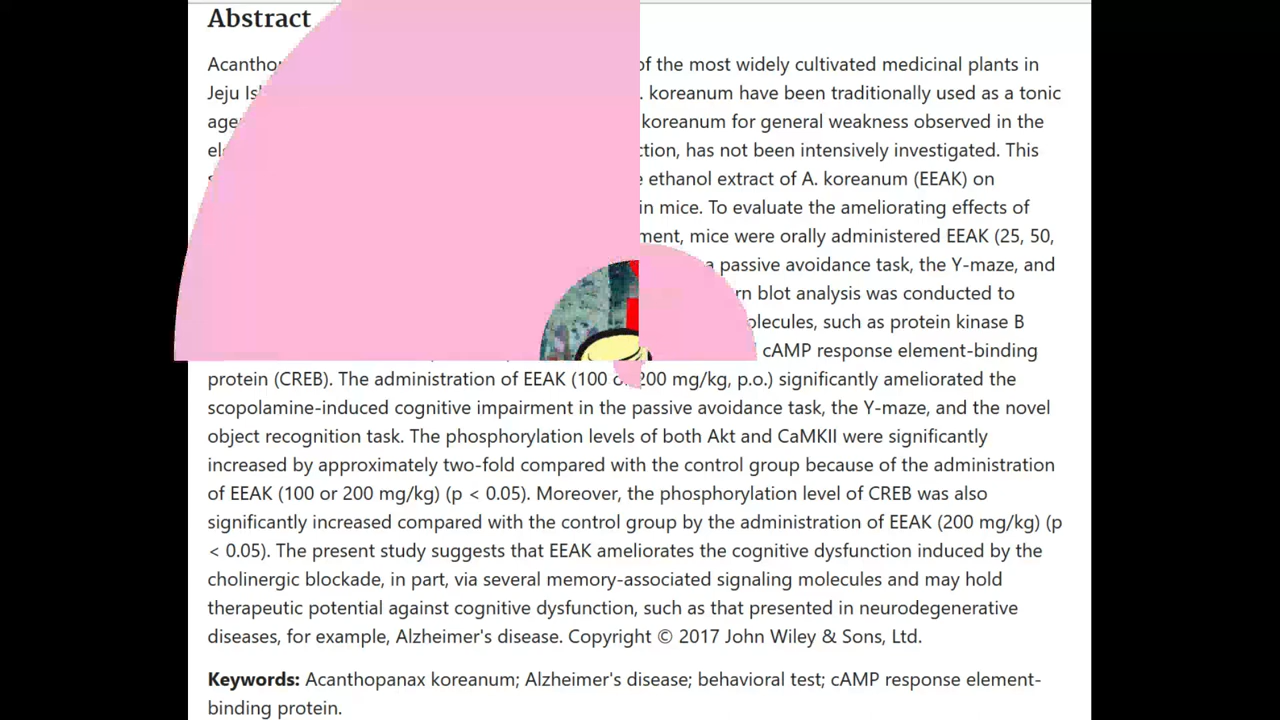 Abstract
of the most widely cultivated medicinal plants in
Jeju koreanum have been traditionally used as a tonic
koreanum for general weakness observed in the
has not been intensively investigated. This
ethanol extract of A. koreanum (EEAK) on
in mice. To evaluate the ameliorating effects of
mice were orally administered EEAK (25, 50,
a passive avoidance task, the Y-maze, and
blot analysis was conducted to
such as protein kinase B
cAMP response element-binding
protein (CREB). The administration of EEAK (100 or 200 mg/kg, p.o.) significantly ameliorated the
scopolamine-induced cognitive impairment in the passive avoidance task, the Y-maze, and the novel
object recognition task. The phosphorylation levels of both Akt and CaMKII were significantly
increased by approximately two-fold compared with the control group because of the administration
of EEAK (100 or 200 mg/kg) (p < 0.05). Moreover, the phosphorylation level of CREB was also
significantly increased compared with the control group by the administration of EEAK (200 mg/kg) (p
< 0.05). The present study suggests that EEAK ameliorates the cognitive dysfunction induced by the
cholinergic blockade, in part, via several memory-associated signaling molecules and may hold
therapeutic potential against cognitive dysfunction, such as that presented in neurodegenerative
diseases, for example, Alzheimer's disease. Copyright © 2017 John Wiley & Sons, Ltd.
Keywords: Acanthopanax koreanum; Alzheimer's disease; behavioral test; cAMP response element-
binding protein.